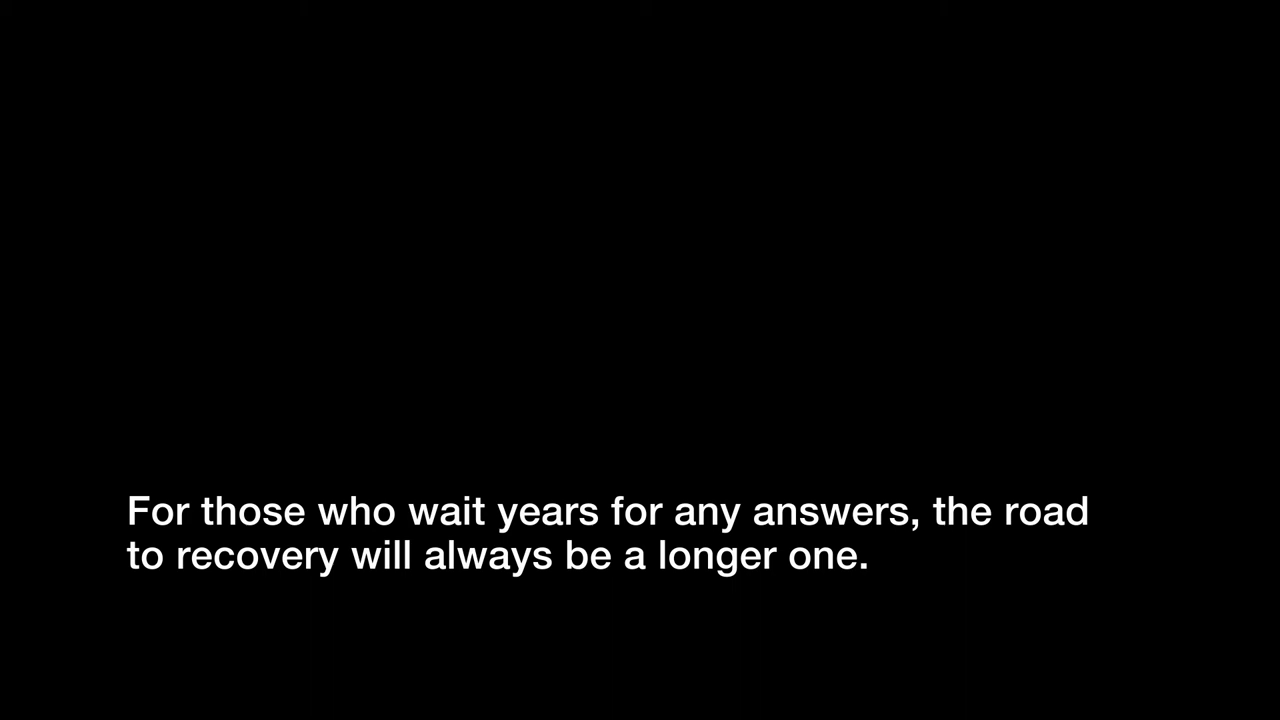 For those who wait years for any answers, the road
to recovery will always be a longer one.